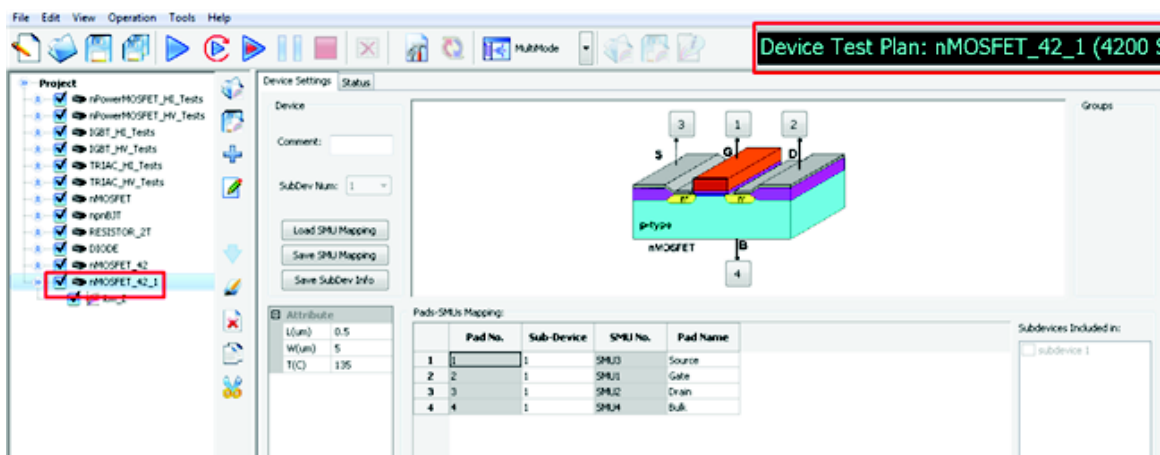 File Edit View Operation Tools Help
MultiMode
Device Test Plan: nMOSFET_42_1 (4200 S
Project
nPowerMOSFET_HI_Tests
nPowerMOSFET_HV_Tests
IGBT_HI_Tests
IGBT_HV_Tests
TRIAC_HI_Tests
TRIAC_HV_Tests
nMOSFET
npnBJT
RESISTOR_2T
DIODE
nMOSFET_42
nMOSFET_42_1
Device Settings Status
Device
Comment:
SubDev Num: 1
Load SMU Mapping
Save SMU Mapping
Save SubDev Info
Attribute
L(um) 0.5
W(um) 5
T(C) 135
3 1 2
S G D
n+ n+
p-type
nMOSFET B
4
Groups
Pads-SMUs Mapping:
Pad No. Sub-Device SMU No. Pad Name
1 1 1 SMU3 Source
2 2 1 SMU1 Gate
3 3 1 SMU2 Drain
4 4 1 SMU4 Bulk
Subdevices Included in:
subdevice 1